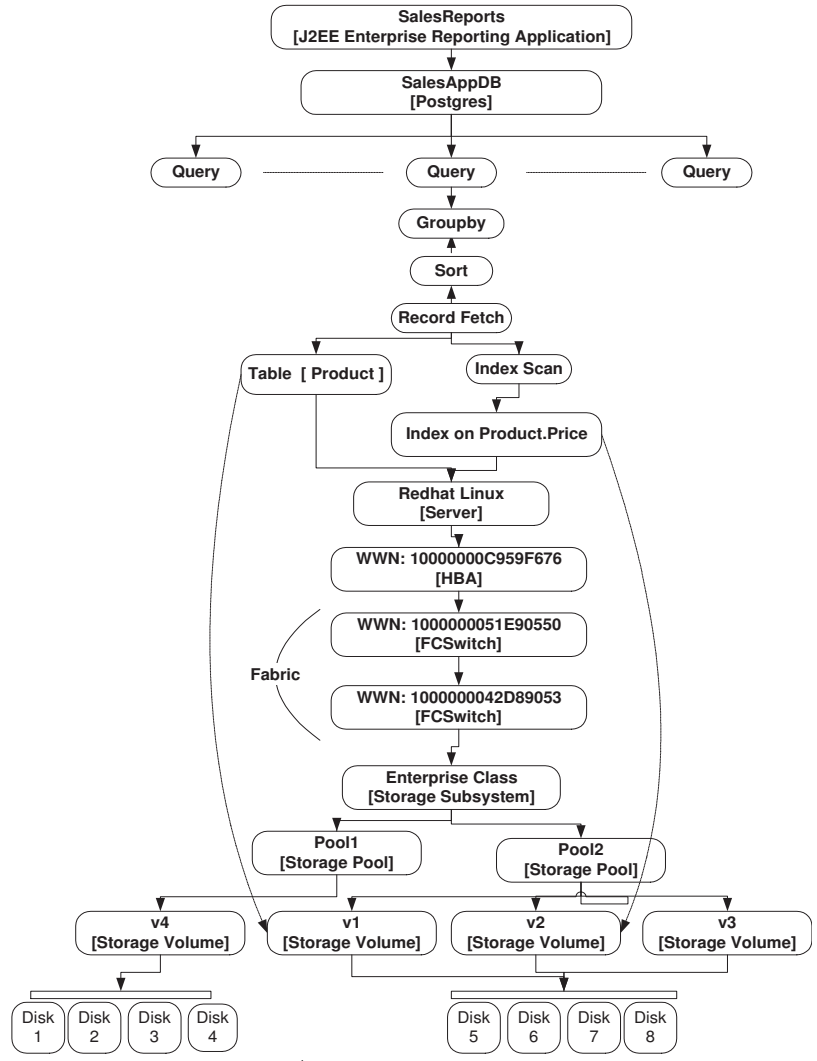 SalesReports
[J2EE Enterprise Reporting Application]
SalesAppDB
[Postgres]
Query
Query
Query
Groupby
Sort
Record Fetch
Table [ Product ]
Index Scan
Index on Product.Price
Redhat Linux
[Server]
WWN: 10000000C959F676
[HBA]
WWN: 1000000051E90550
[FCSwitch]
Fabric
WWN: 1000000042D89053
[FCSwitch]
Enterprise Class
[Storage Subsystem]
Pool1
[Storage Pool]
Pool2
[Storage Pool]
v4
[Storage Volume]
v1
[Storage Volume]
v2
[Storage Volume]
v3
[Storage Volume]
Disk
1
Disk
2
Disk
3
Disk
4
Disk
5
Disk
6
Disk
7
Disk
8